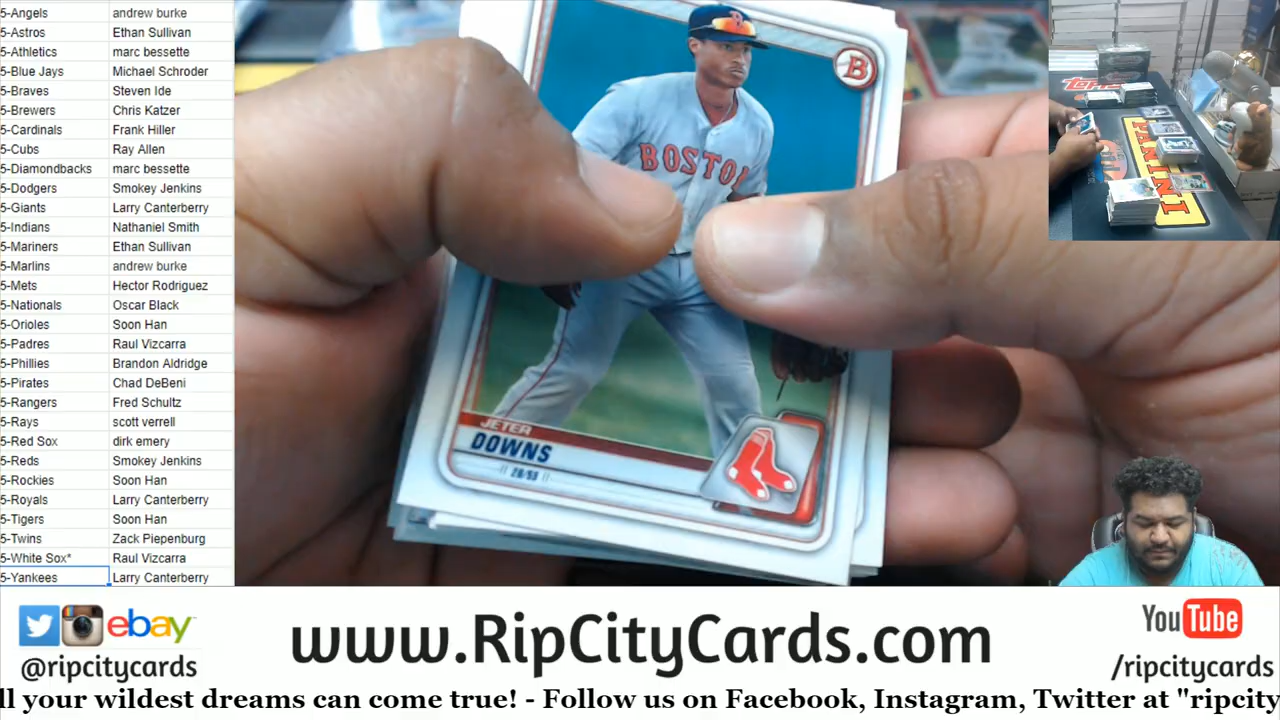 5-Angels andrew burke
5-Astros Ethan Sullivan
5-Athletics marc bessette
5-Blue Jays Michael Schroder
5-Braves Steven Ide
5-Brewers Chris Katzer
5-Cardinals Frank Hiller
5-Cubs Ray Allen
5-Diamondbacks marc bessette
5-Dodgers Smokey Jenkins
5-Giants Larry Canterberry
5-Indians Nathaniel Smith
5-Mariners Ethan Sullivan
5-Marlins andrew burke
5-Mets Hector Rodriguez
5-Nationals Oscar Black
5-Orioles Soon Han
5-Padres Raul Vizcarra
5-Phillies Brandon Aldridge
5-Pirates Chad DeBeni
5-Rangers Fred Schultz
5-Rays scott verrell
5-Red Sox dirk emery
5-Reds Smokey Jenkins
5-Rockies Soon Han
5-Royals Larry Canterberry
5-Tigers Soon Han
5-Twins Zack Piepenburg
5-White Sox* Raul Vizcarra
5-Yankees Larry Canterberry
B
BOSTON
JETER
DOWNS
2B/SS
Topps
PANINI
ebay
@ripcitycards
www.RipCityCards.com
YouTube
/ripcitycards
ll your wildest dreams can come true! - Follow us on Facebook, Instagram, Twitter at "ripcity